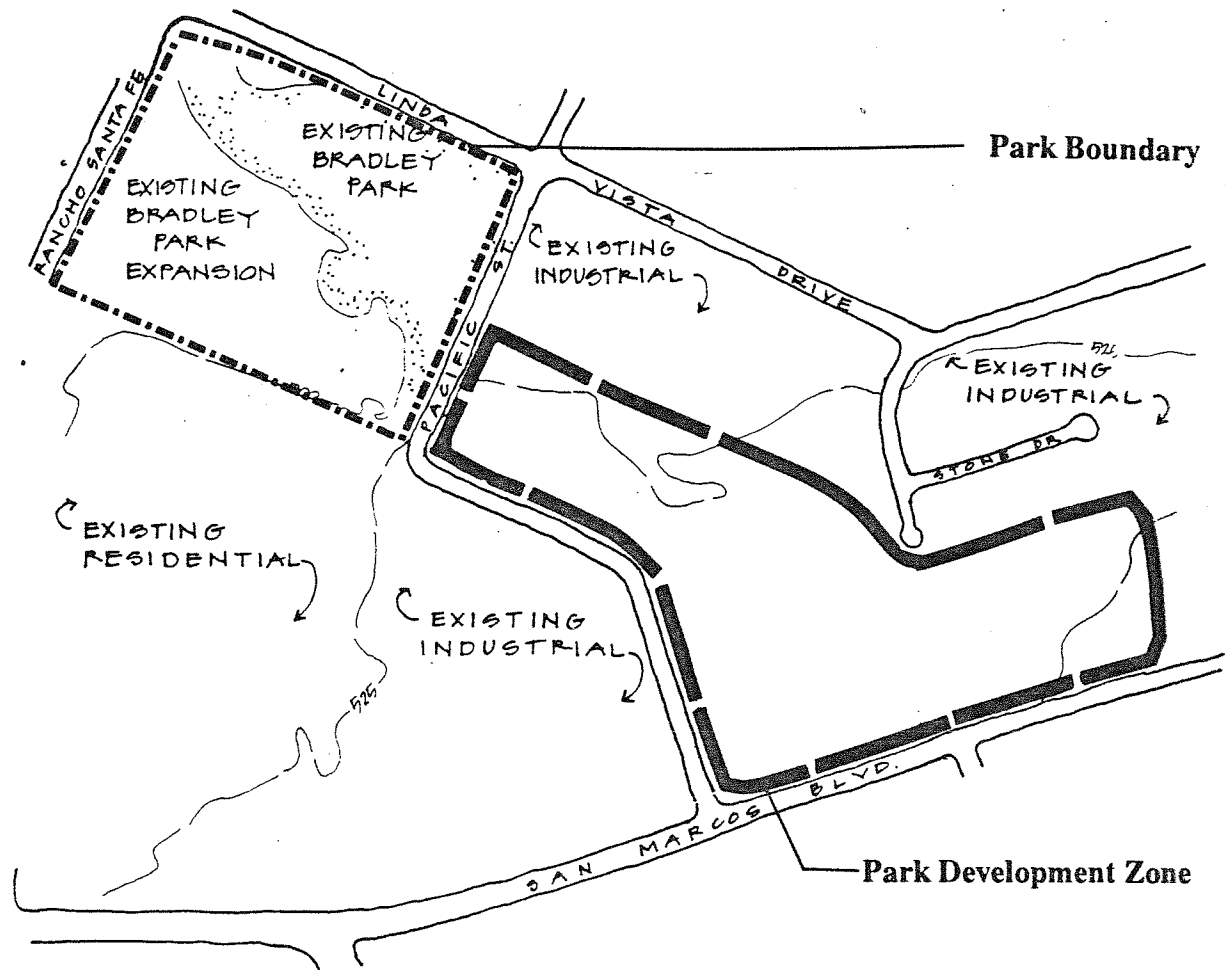 RANCHO SANTA FE
LINDA
VISTA
DRIVE
EXISTING
BRADLEY
PARK
Park Boundary
EXISTING
BRADLEY
PARK
EXPANSION
PACIFIC ST.
EXISTING
INDUSTRIAL
EXISTING
INDUSTRIAL
STONE DR
EXISTING
RESIDENTIAL
EXISTING
INDUSTRIAL
525
SAN MARCOS BLVD.
Park Development Zone